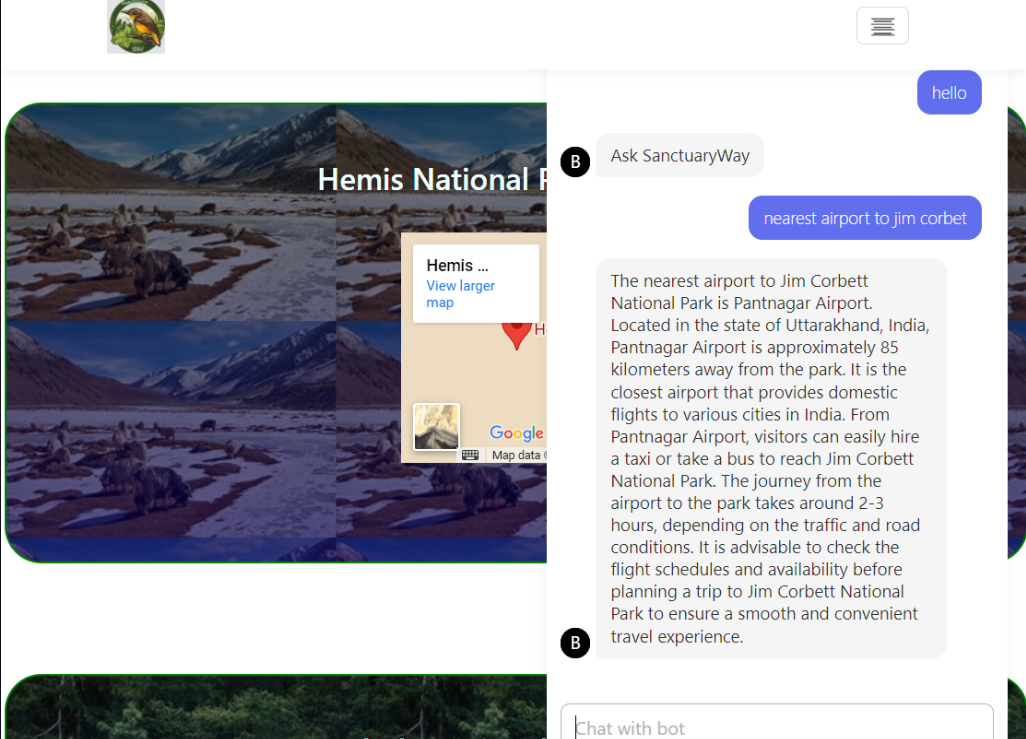 Hemis National
Hemis ...
View larger
map
Google
Map data
hello
B
Ask SanctuaryWay
nearest airport to jim corbet
The nearest airport to Jim Corbett
National Park is Pantnagar Airport.
Located in the state of Uttarakhand, India,
Pantnagar Airport is approximately 85
kilometers away from the park. It is the
closest airport that provides domestic
flights to various cities in India. From
Pantnagar Airport, visitors can easily hire
a taxi or take a bus to reach Jim Corbett
National Park. The journey from the
airport to the park takes around 2-3
hours, depending on the traffic and road
conditions. It is advisable to check the
flight schedules and availability before
planning a trip to Jim Corbett National
Park to ensure a smooth and convenient
travel experience.
B
Chat with bot